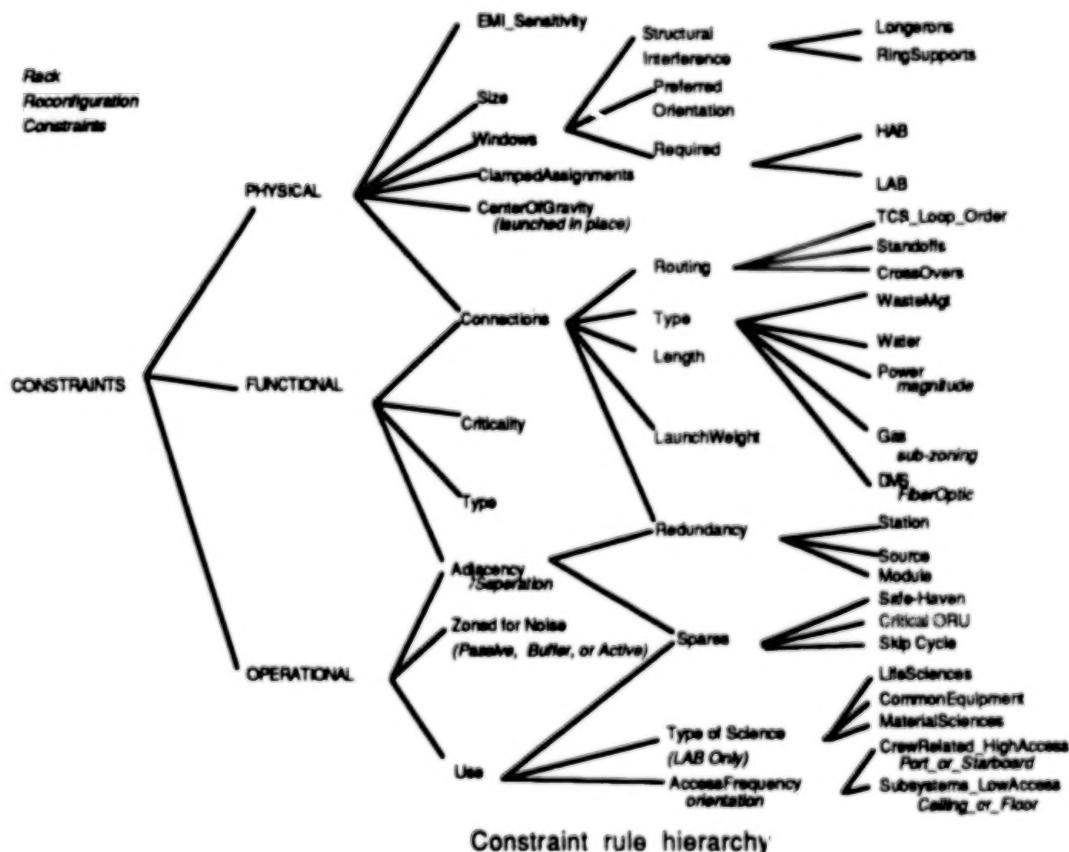 Rack
Reconfiguration
Constraints
CONSTRAINTS
PHYSICAL
FUNCTIONAL
OPERATIONAL
EMI_Sensitivity
Size
Windows
ClampedAssignments
CenterOfGravity
(launched in place)
Connections
Criticality
Type
Adjacency
/Seperation
Zoned for Noise
(Passive, Buffer, or Active)
Use
Structural
Interference
Preferred
Orientation
Required
Routing
Type
Length
LaunchWeight
Redundancy
Spares
Type of Science
(LAB Only)
AccessFrequency
orientation
Longerons
RingSupports
HAB
LAB
TCS_Loop_Order
Standoffs
CrossOvers
WasteMgt
Water
Power
magnitude
Gas
sub-zoning
DMS
FiberOptic
Station
Source
Module
Safe-Haven
Critical ORU
Skip Cycle
LifeSciences
CommonEquipment
MaterialSciences
CrewRelated_HighAccess
Port_or_Starboard
Subsystems_LowAccess
Ceiling_or_Floor
Constraint rule hierarchy